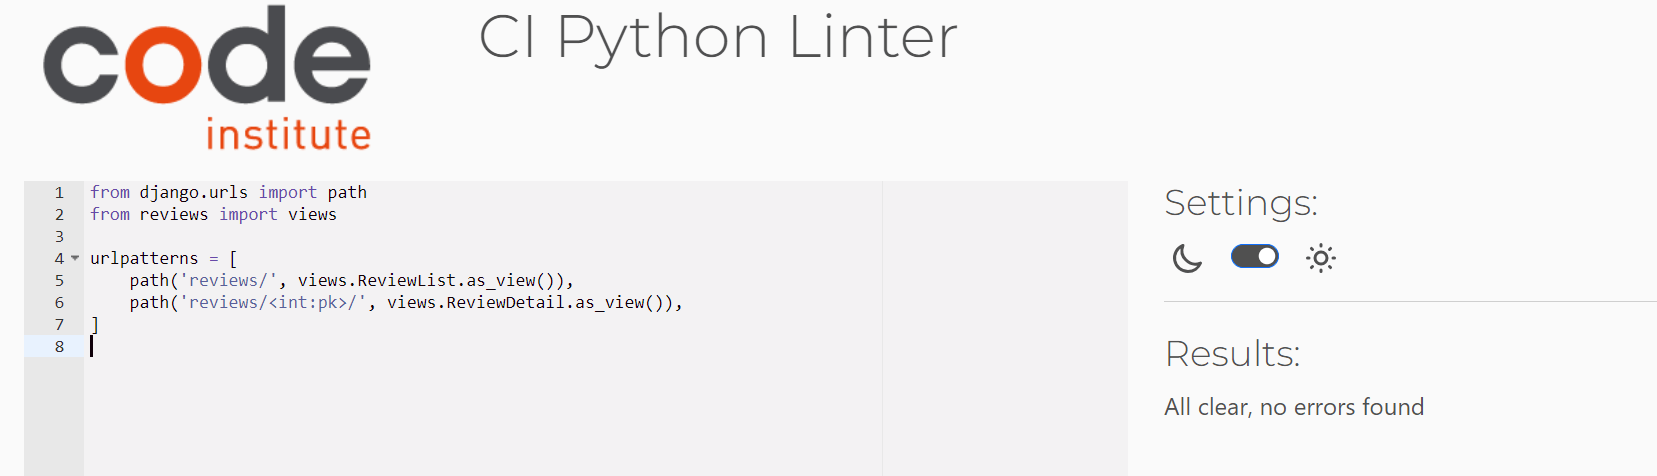 code
institute
CI Python Linter
1 from django.urls import path
2 from reviews import views
3
4 urlpatterns = [
5     path('reviews/', views.ReviewList.as_view()),
6     path('reviews/<int:pk>/', views.ReviewDetail.as_view()),
7 ]
8
Settings:
Results:
All clear, no errors found